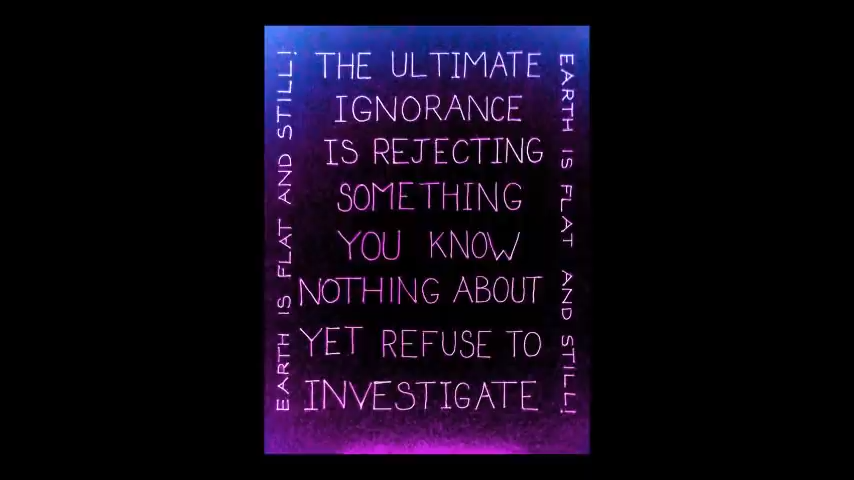 THE ULTIMATE
IGNORANCE
IS REJECTING
SOMETHING
YOU KNOW
NOTHING ABOUT
YET REFUSE TO
INVESTIGATE
EARTH IS FLAT AND STILL!
EARTH IS FLAT AND STILL!